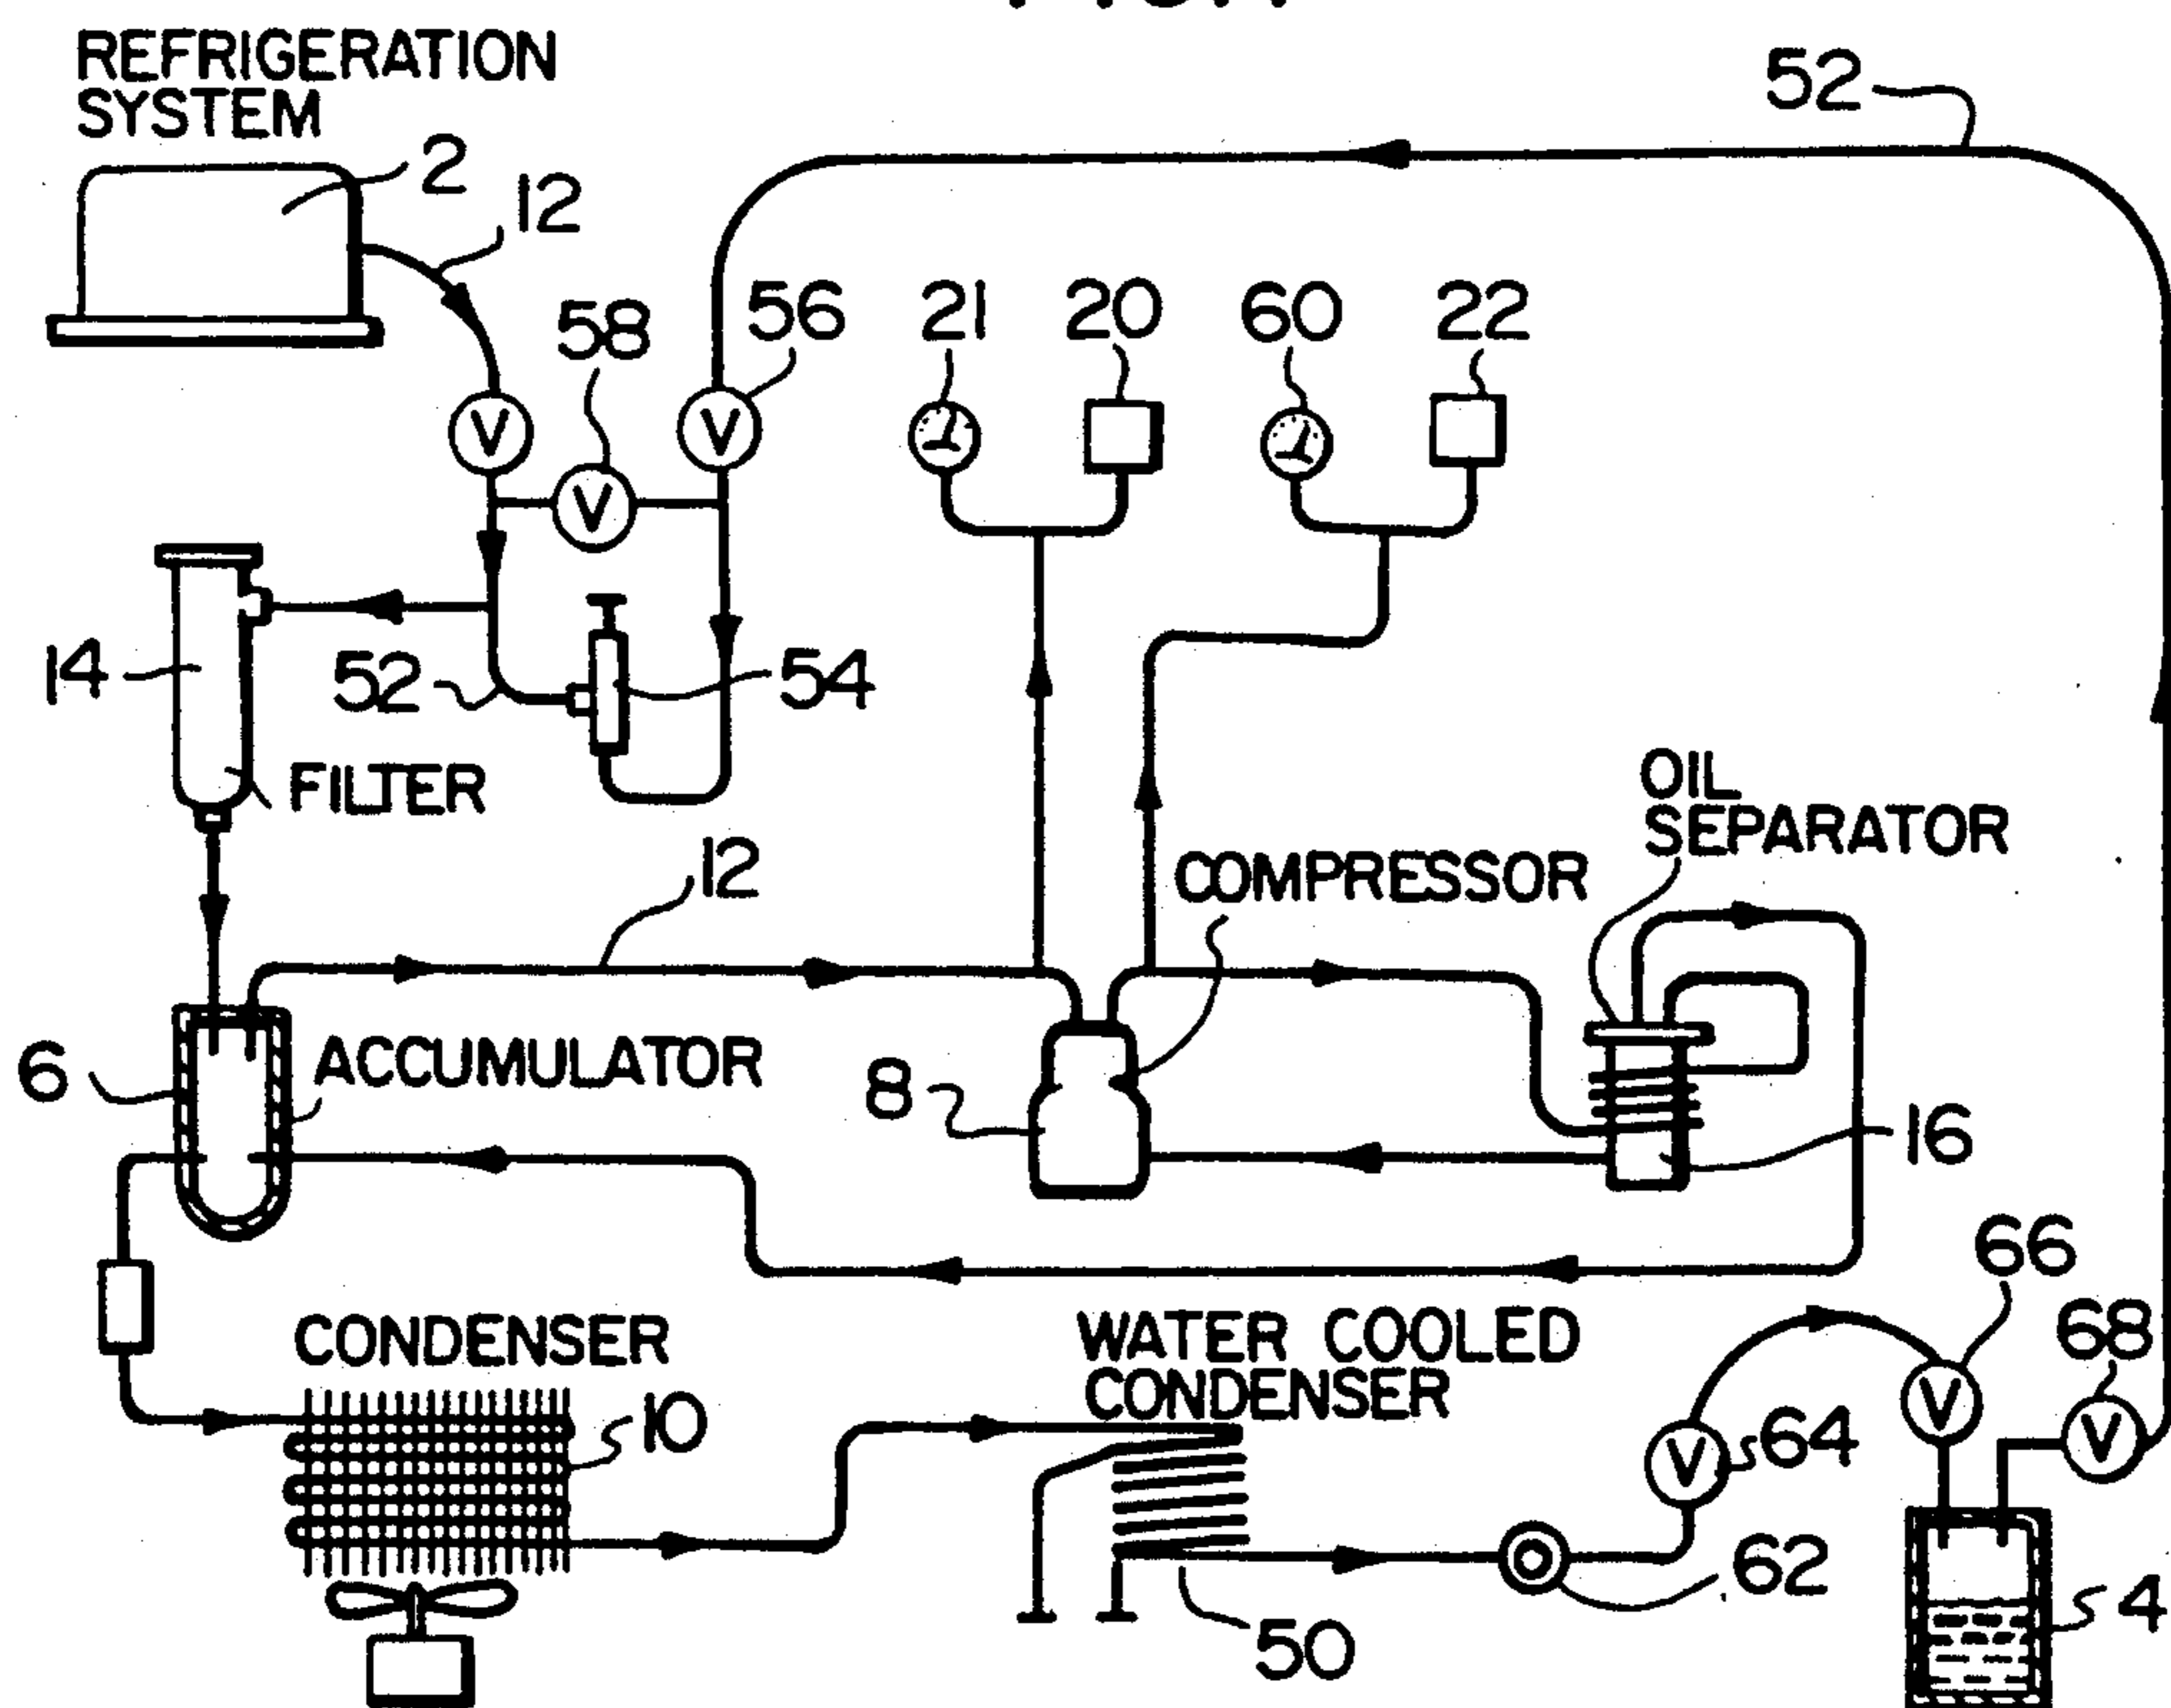 REFRIGERATION
SYSTEM
52
2
12
58
56
21
20
60
22
V
V
V
14
52
54
FILTER
OIL
SEPARATOR
12
COMPRESSOR
6
ACCUMULATOR
8
16
66
68
CONDENSER
WATER COOLED
CONDENSER
10
V
V
V
64
62
50
4